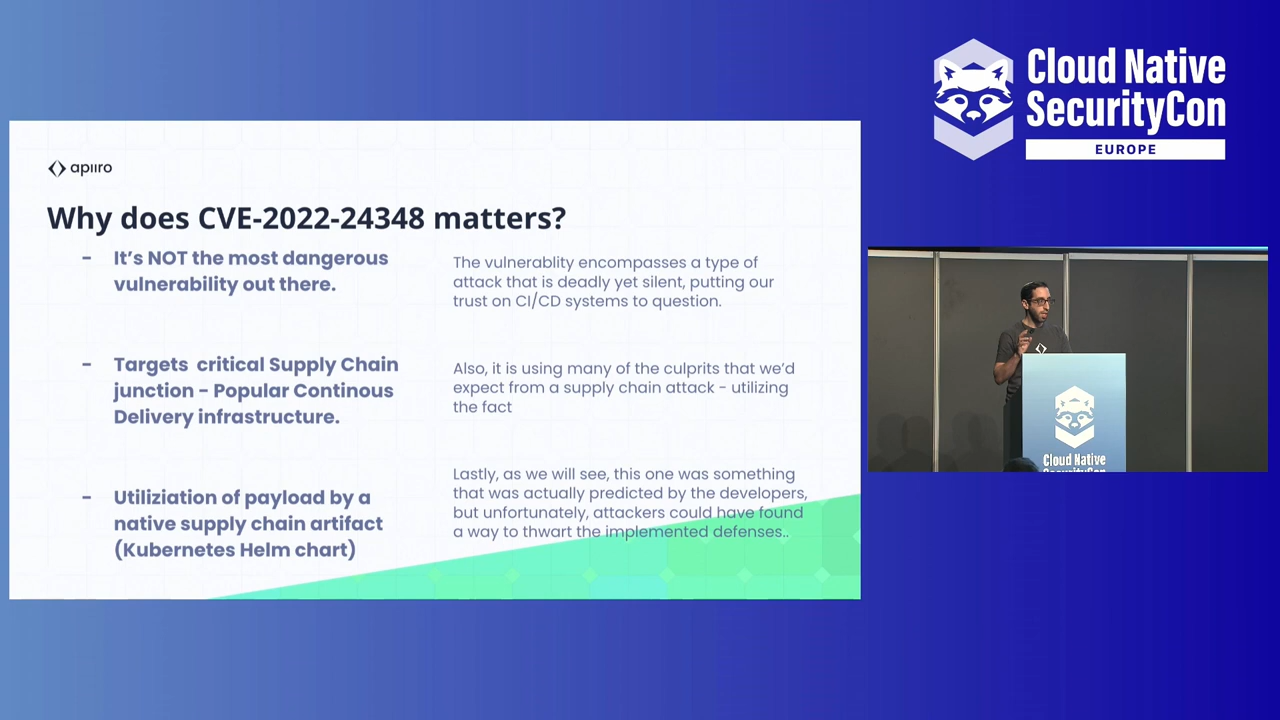 Cloud Native
SecurityCon
EUROPE
apiiro
Why does CVE-2022-24348 matters?
- It's NOT the most dangerous
vulnerability out there.
The vulnerablity encompasses a type of
attack that is deadly yet silent, putting our
trust on CI/CD systems to question.
- Targets critical Supply Chain
junction - Popular Continous
Delivery infrastructure.
Also, it is using many of the culprits that we'd
expect from a supply chain attack - utilizing
the fact
- Utiliziation of payload by a
native supply chain artifact
(Kubernetes Helm chart)
Lastly, as we will see, this one was something
that was actually predicted by the developers,
but unfortunately, attackers could have found
a way to thwart the implemented defenses..
Cloud Native
SecurityCon